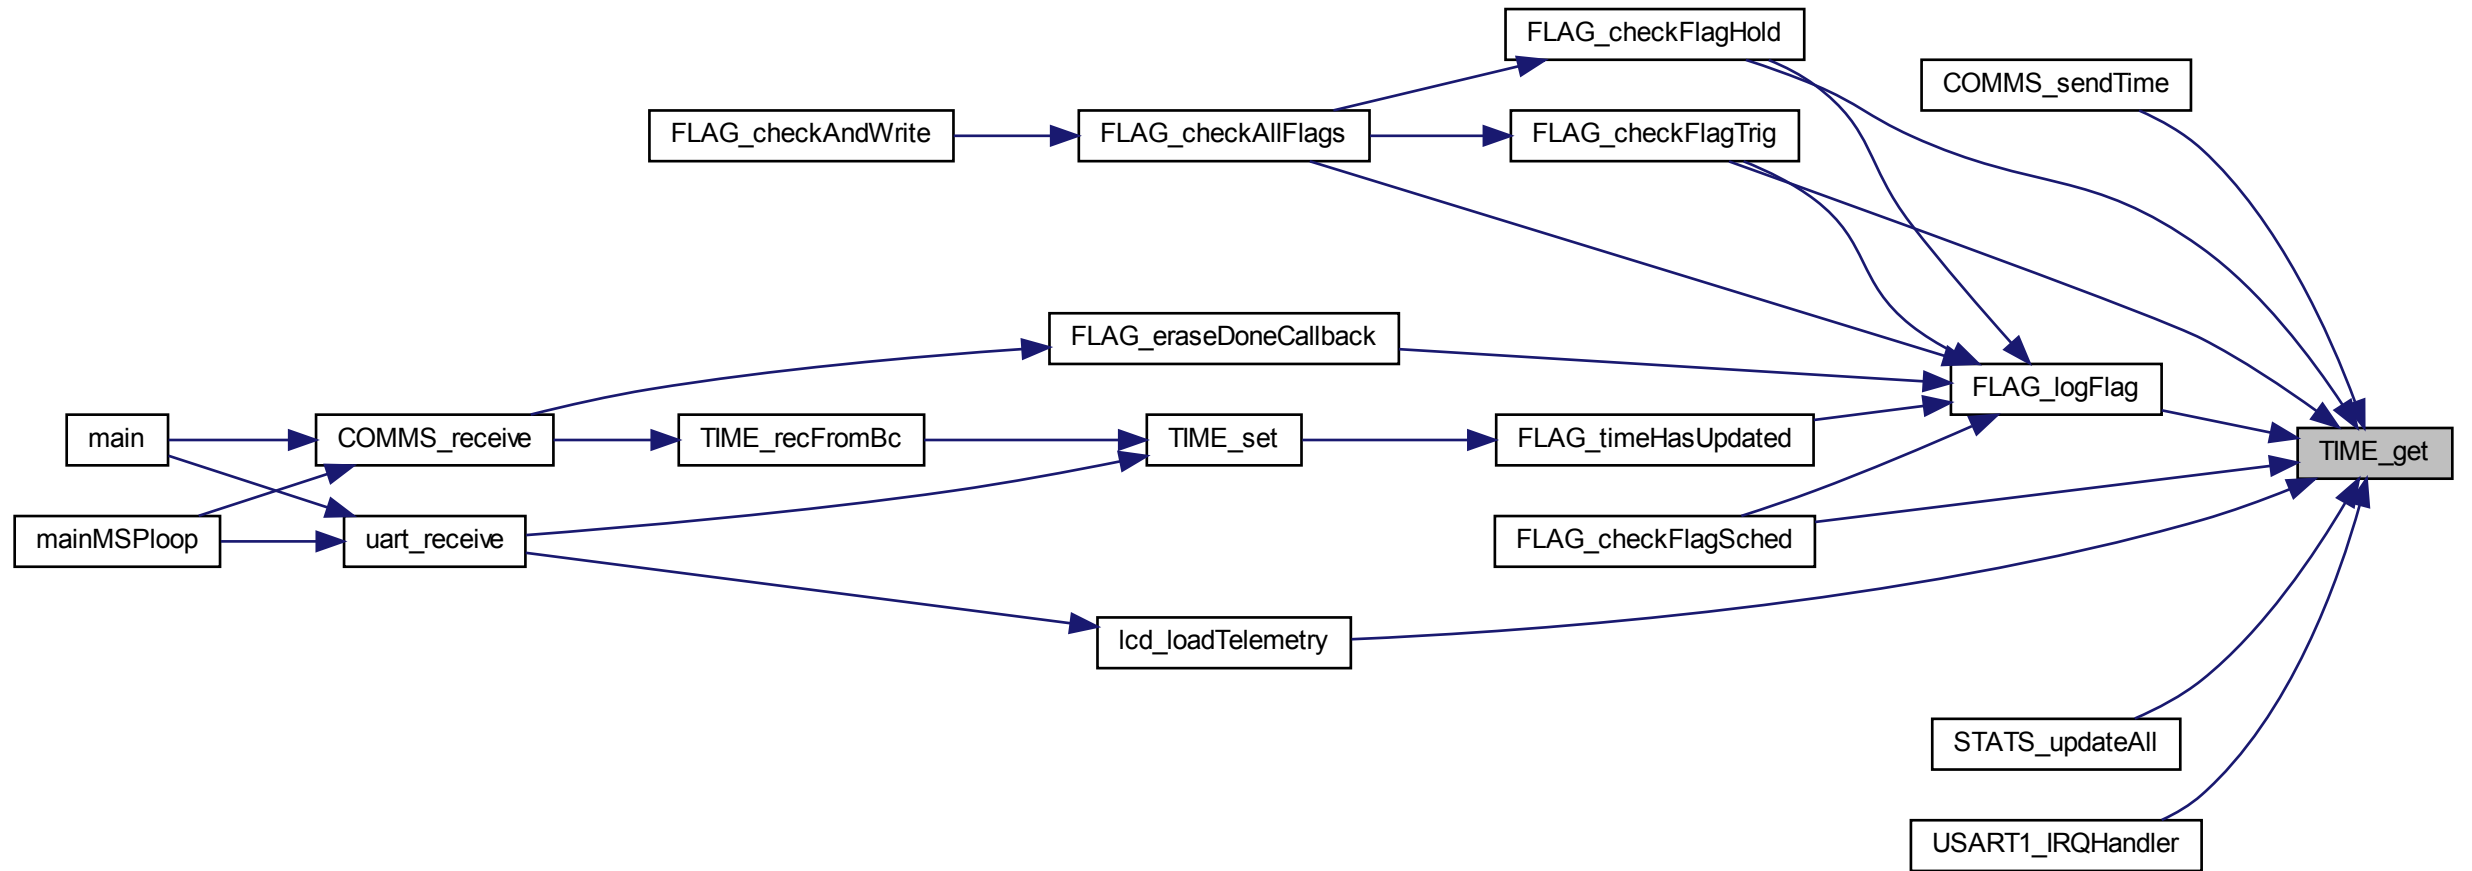 FLAG_checkFlagHold
COMMS_sendTime
FLAG_checkAndWrite
FLAG_checkAllFlags
FLAG_checkFlagTrig
FLAG_eraseDoneCallback
FLAG_logFlag
main
COMMS_receive
TIME_recFromBc
TIME_set
FLAG_timeHasUpdated
TIME_get
mainMSPloop
uart_receive
FLAG_checkFlagSched
lcd_loadTelemetry
STATS_updateAll
USART1_IRQHandler